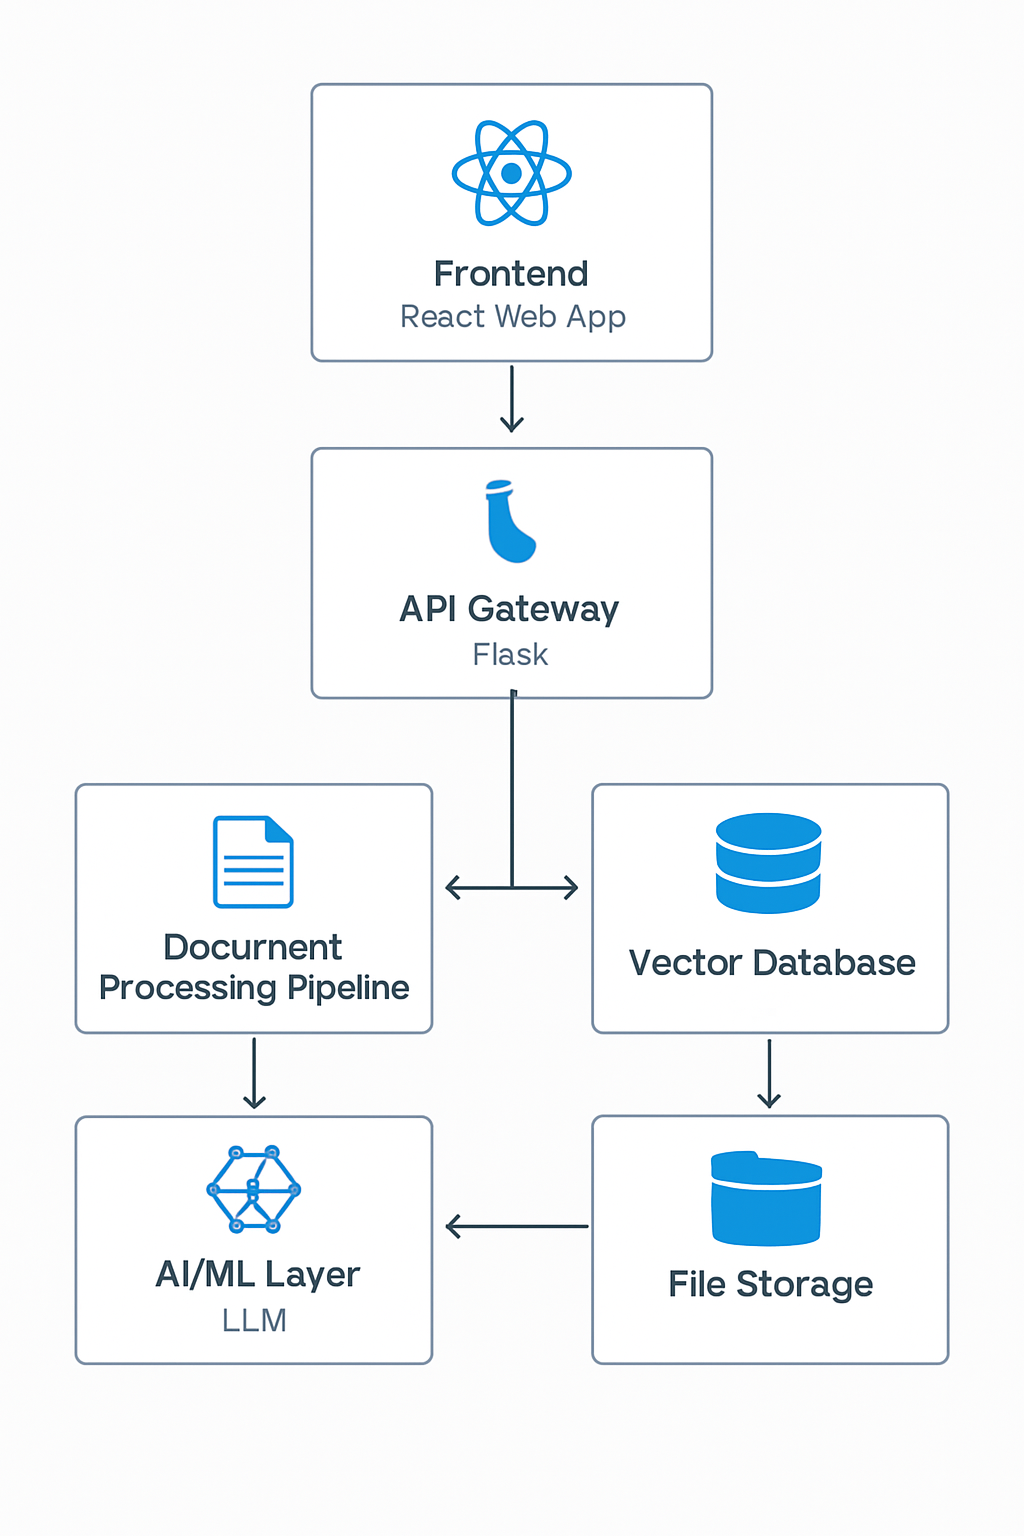 Frontend
React Web App
API Gateway
Flask
Docurnent
Processing Pipeline
Vector Database
AI/ML Layer
LLM
File Storage